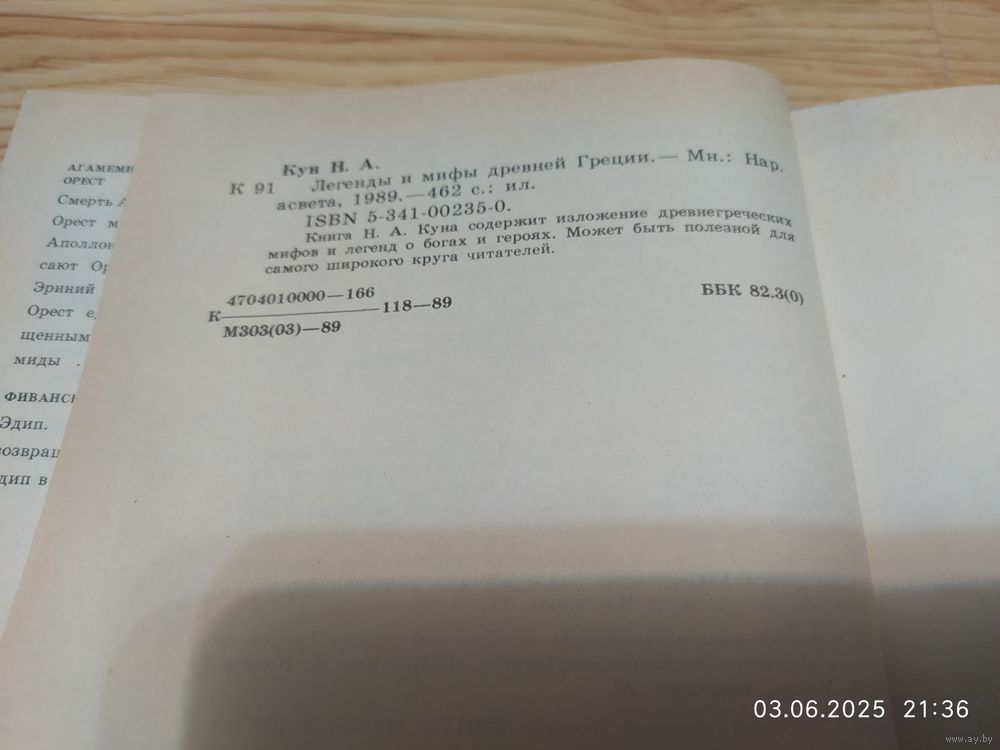 АГАМЕМ
ОРЕСТ
Смерть
Орест
Аполлон
сают
Эриний
Орест
щенным
миды .
ФИВАНС
Эдип.
возвращ
дип в
Кун Н. А.
К 91 Легенды и мифы древней Греции.— Мн.: Нар.
асвета, 1989.—462 с.: ил.
ISBN 5-341-00235-0.
Книга Н. А. Куна содержит изложение древнегреческих
мифов и легенд о богах и героях. Может быть полезной для
самого широкого круга читателей.
4704010000—166
К 118—89 ББК 82.3(0)
М303(03)—89
03.06.2025 21:36
www.ay.by